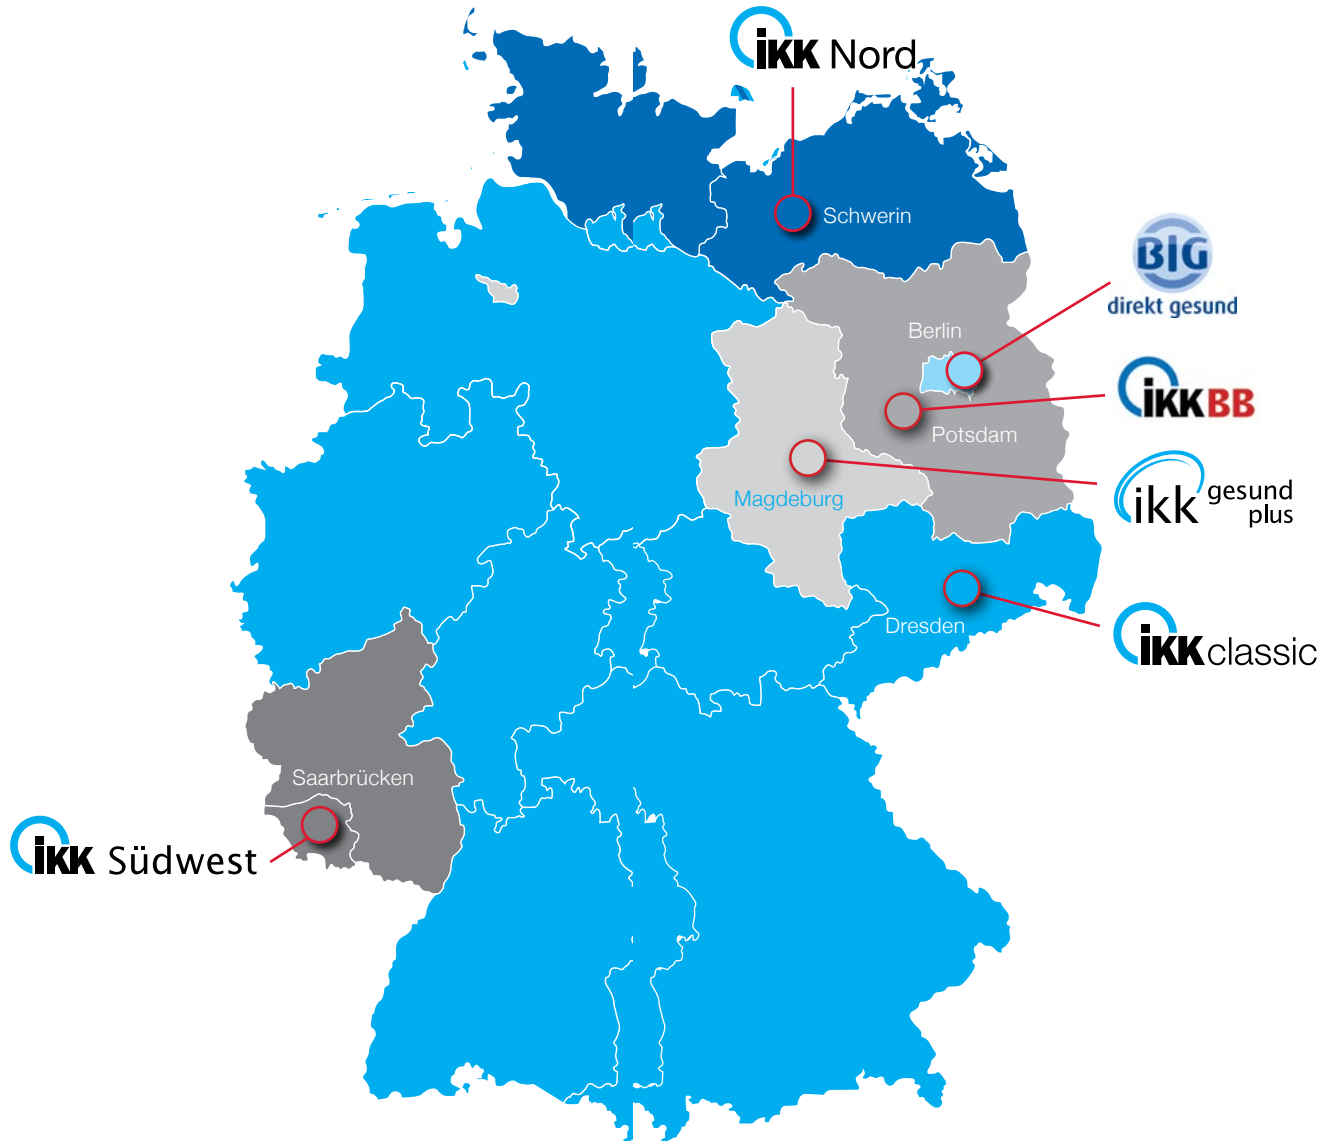 iKK Nord
Schwerin
BIG
direkt gesund
Berlin
iKK BB
Potsdam
ikk gesund
plus
Magdeburg
Dresden
iKK classic
Saarbrücken
iKK Südwest